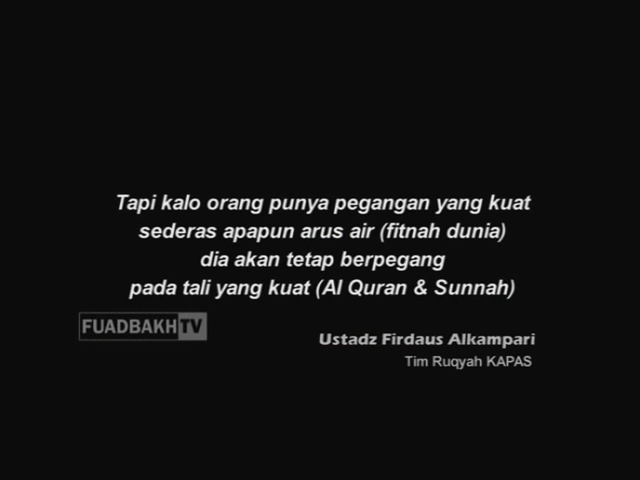 Tapi kalo orang punya pegangan yang kuat
sederas apapun arus air (fitnah dunia)
dia akan tetap berpegang
pada tali yang kuat (Al Quran & Sunnah)
FUADBAKHTV
Ustadz Firdaus Alkampari
Tim Ruqyah KAPAS